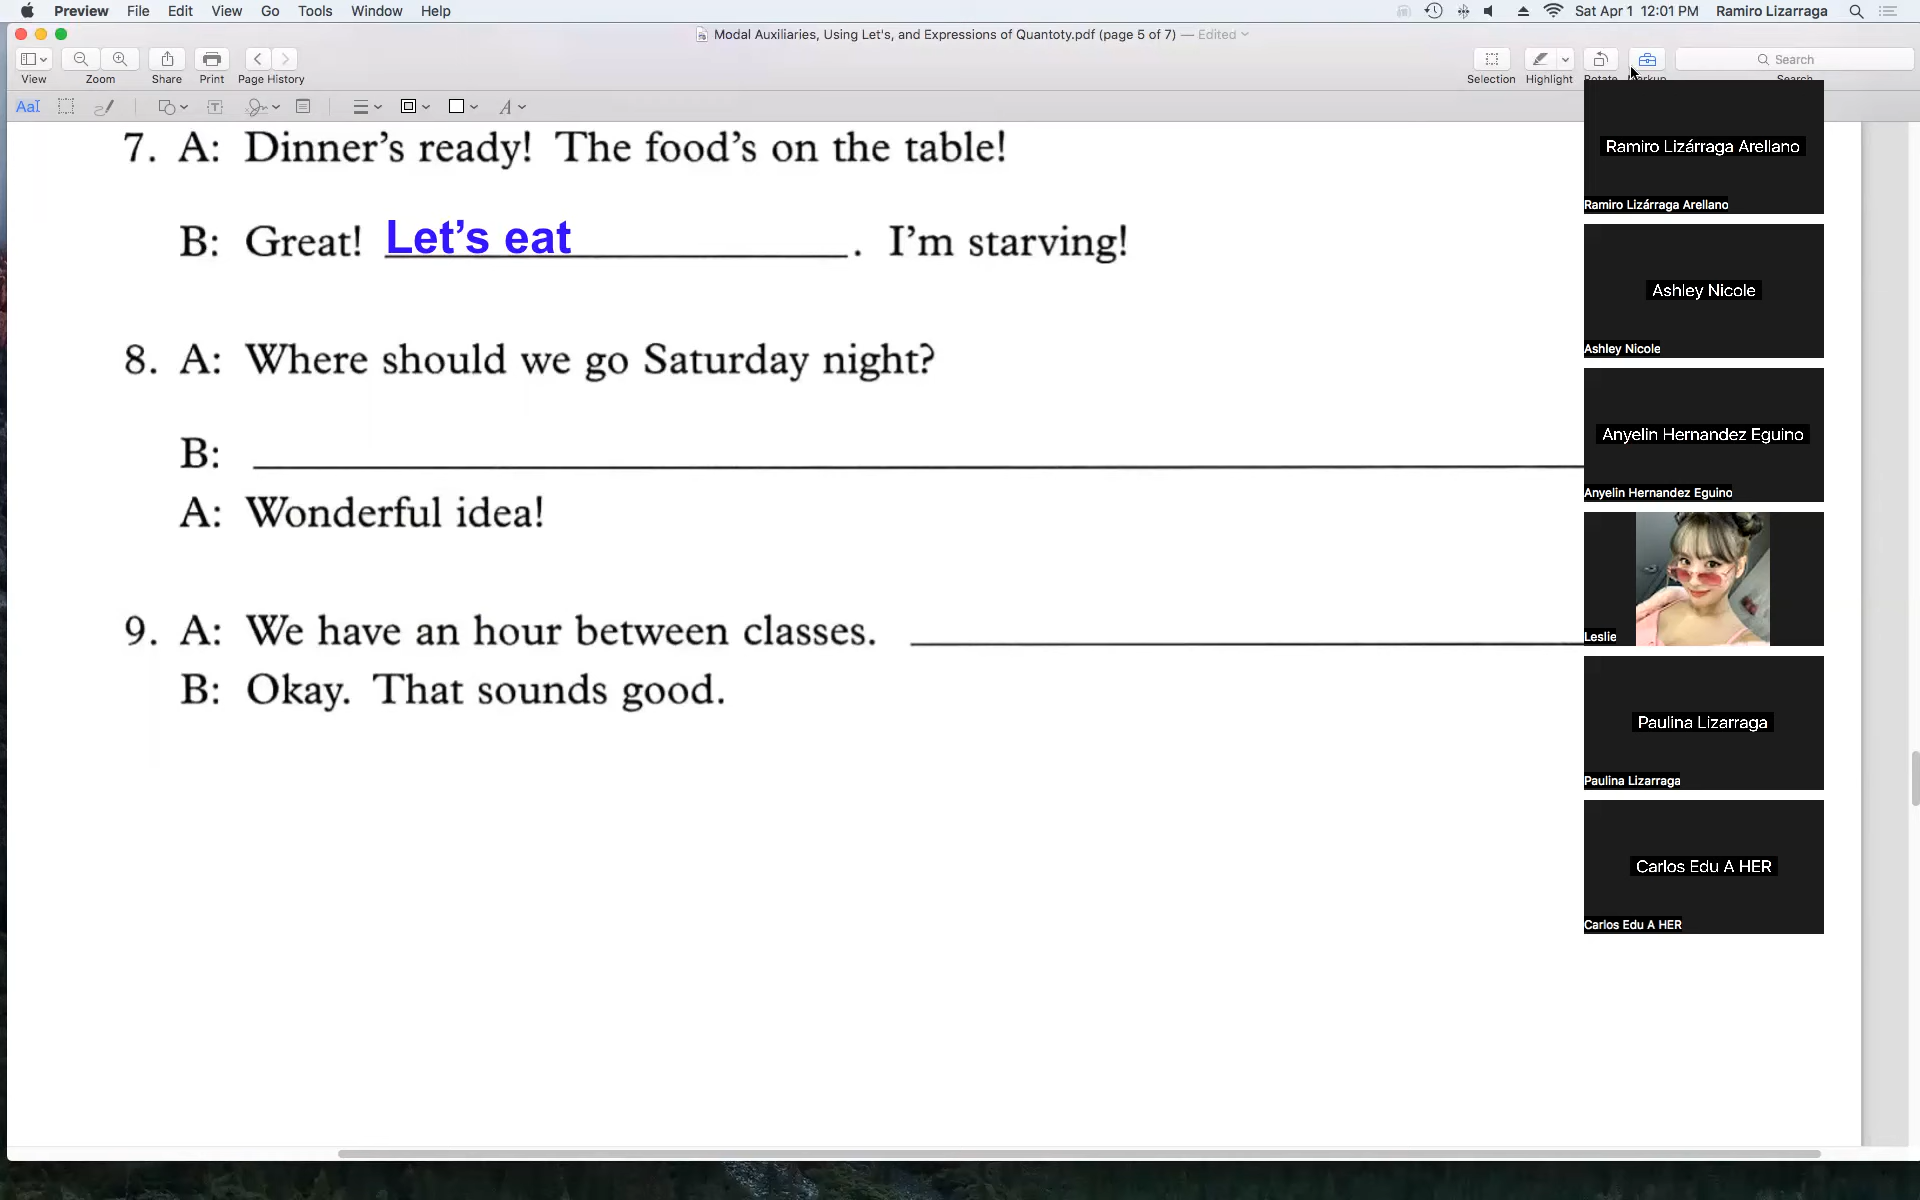 Preview File Edit View Go Tools Window Help Sat Apr 1 12:01 PM Ramiro Lizarraga
Modal Auxiliaries, Using Let's, and Expressions of Quantoty.pdf (page 5 of 7) — Edited
View Zoom Share Print Page History Selection Highlight Rotate Markup Search
Search
AaI A
7. A: Dinner's ready! The food's on the table!
B: Great! Let's eat. I'm starving!
8. A: Where should we go Saturday night?
B:
A: Wonderful idea!
9. A: We have an hour between classes.
B: Okay. That sounds good.
Ramiro Lizárraga Arellano
Ramiro Lizárraga Arellano
Ashley Nicole
Ashley Nicole
Anyelin Hernandez Eguino
Anyelin Hernandez Eguino
Leslie
Paulina Lizarraga
Paulina Lizarraga
Carlos Edu A HER
Carlos Edu A HER